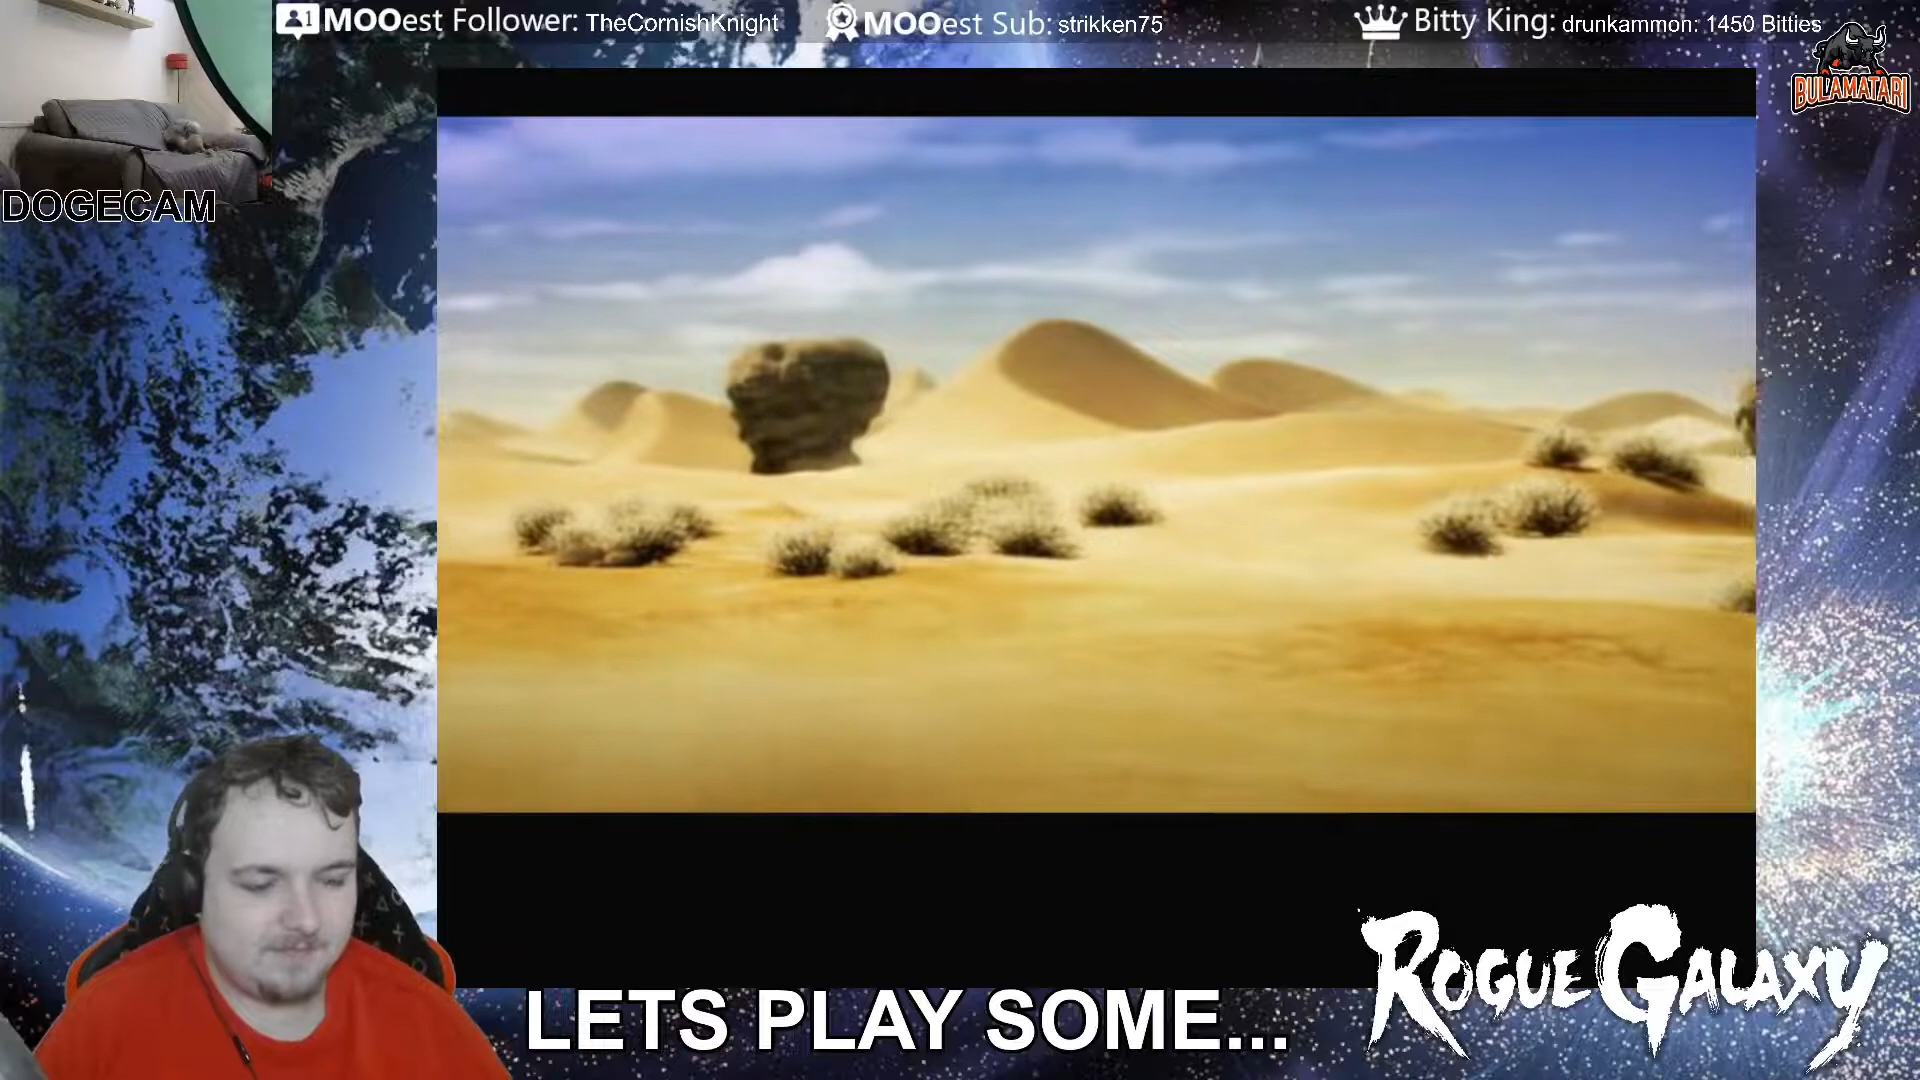 MOOest Follower: TheCornishKnight
MOOest Sub: strikken75
Bitty King: drunkammon: 1450 Bitties
BULAMATARI
DOGECAM
LETS PLAY SOME...
ROGUE GALAXY